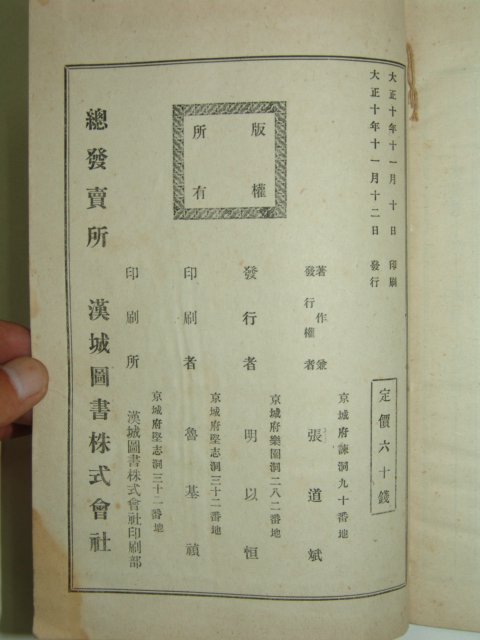 大正十年十一月十日 印刷
大正十年十一月十二日 發行
定價六十錢
版權
所有
京城府諫洞九十番地
著作兼
發行權者 張道斌
京城府樂園洞二八二番地
發行者 明以恒
京城府堅志洞三十二番地
印刷者 魯基禎
京城府堅志洞三十二番地
印刷所 漢城圖書株式會社印刷部
總發賣所 漢城圖書株式會社